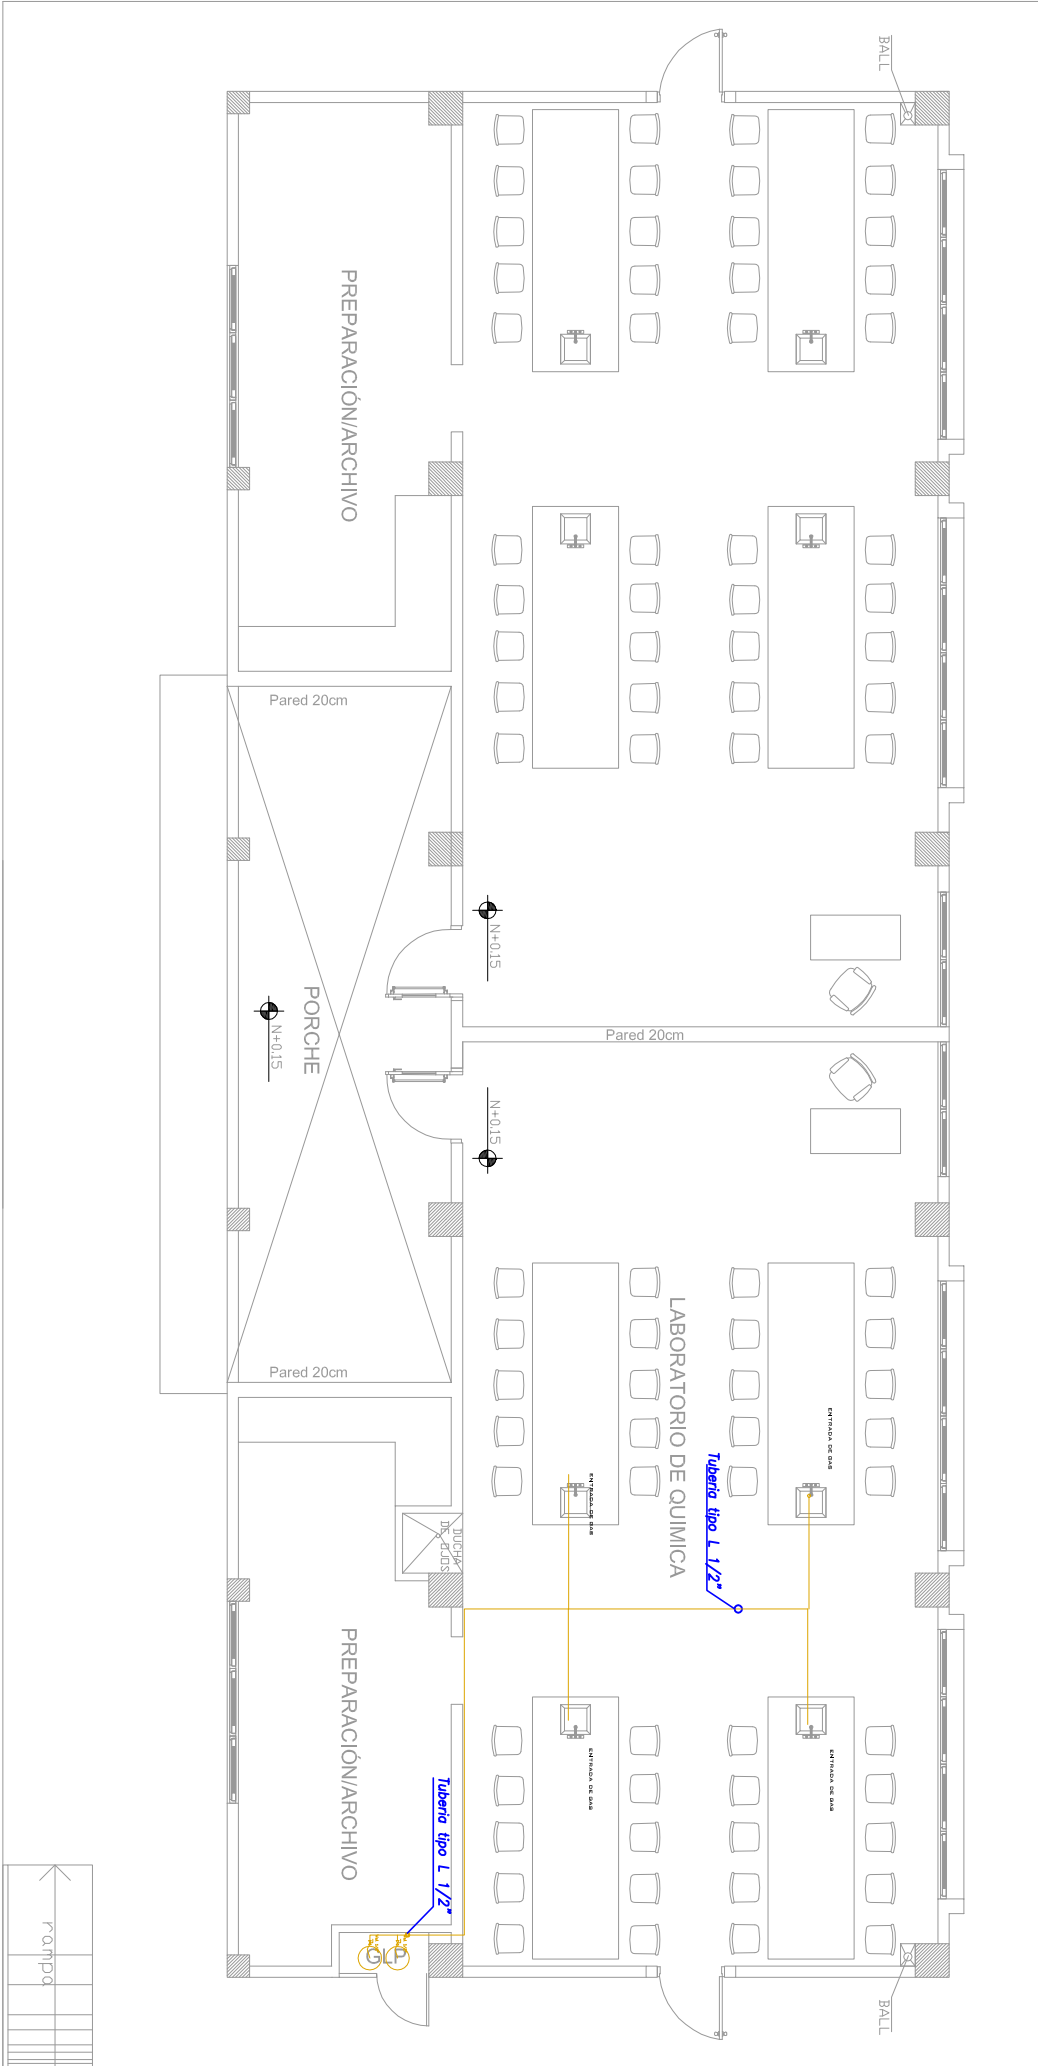 BALL
PREPARACIÓN/ARCHIVO
Pared 20cm
N+0.15
PORCHE
N+0.15
Pared 20cm
N+0.15
Pared 20cm
LABORATORIO DE QUIMICA
ENTRADA DE GAS
ENTRADA DE GAS
Tuberia tipo L 1/2"
DUCHA
DE OJOS
PREPARACIÓN/ARCHIVO
ENTRADA DE GAS
ENTRADA DE GAS
Tuberia tipo L 1/2"
GLP
rampa
BALL